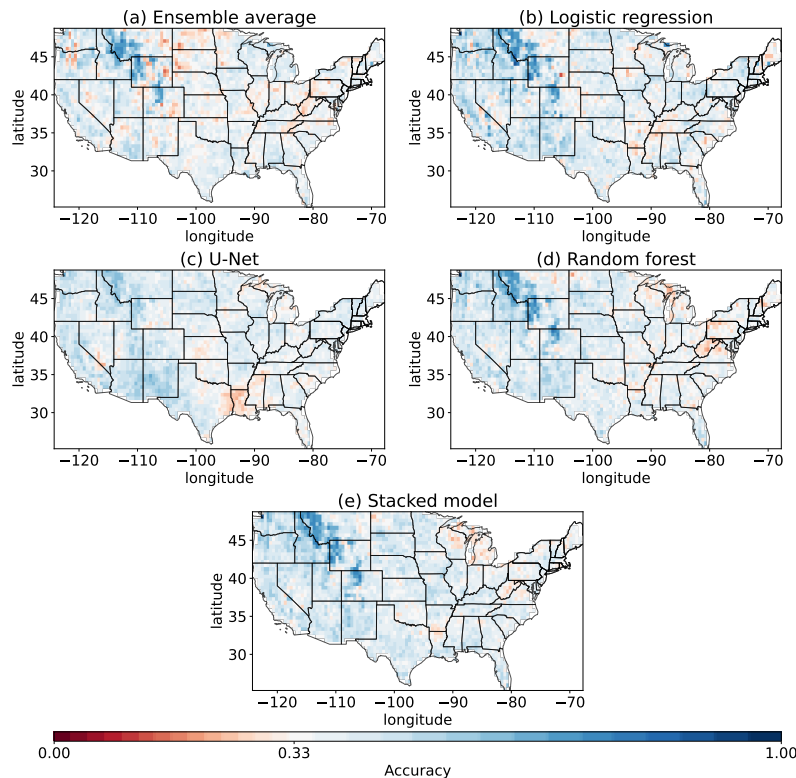 (a) Ensemble average
(b) Logistic regression
latitude
45
40
35
30
−120 −110 −100 −90 −80 −70
longitude
latitude
45
40
35
30
−120 −110 −100 −90 −80 −70
longitude
(c) U-Net
(d) Random forest
latitude
45
40
35
30
−120 −110 −100 −90 −80 −70
longitude
latitude
45
40
35
30
−120 −110 −100 −90 −80 −70
longitude
(e) Stacked model
latitude
45
40
35
30
−120 −110 −100 −90 −80 −70
longitude
0.00 0.33 1.00
Accuracy